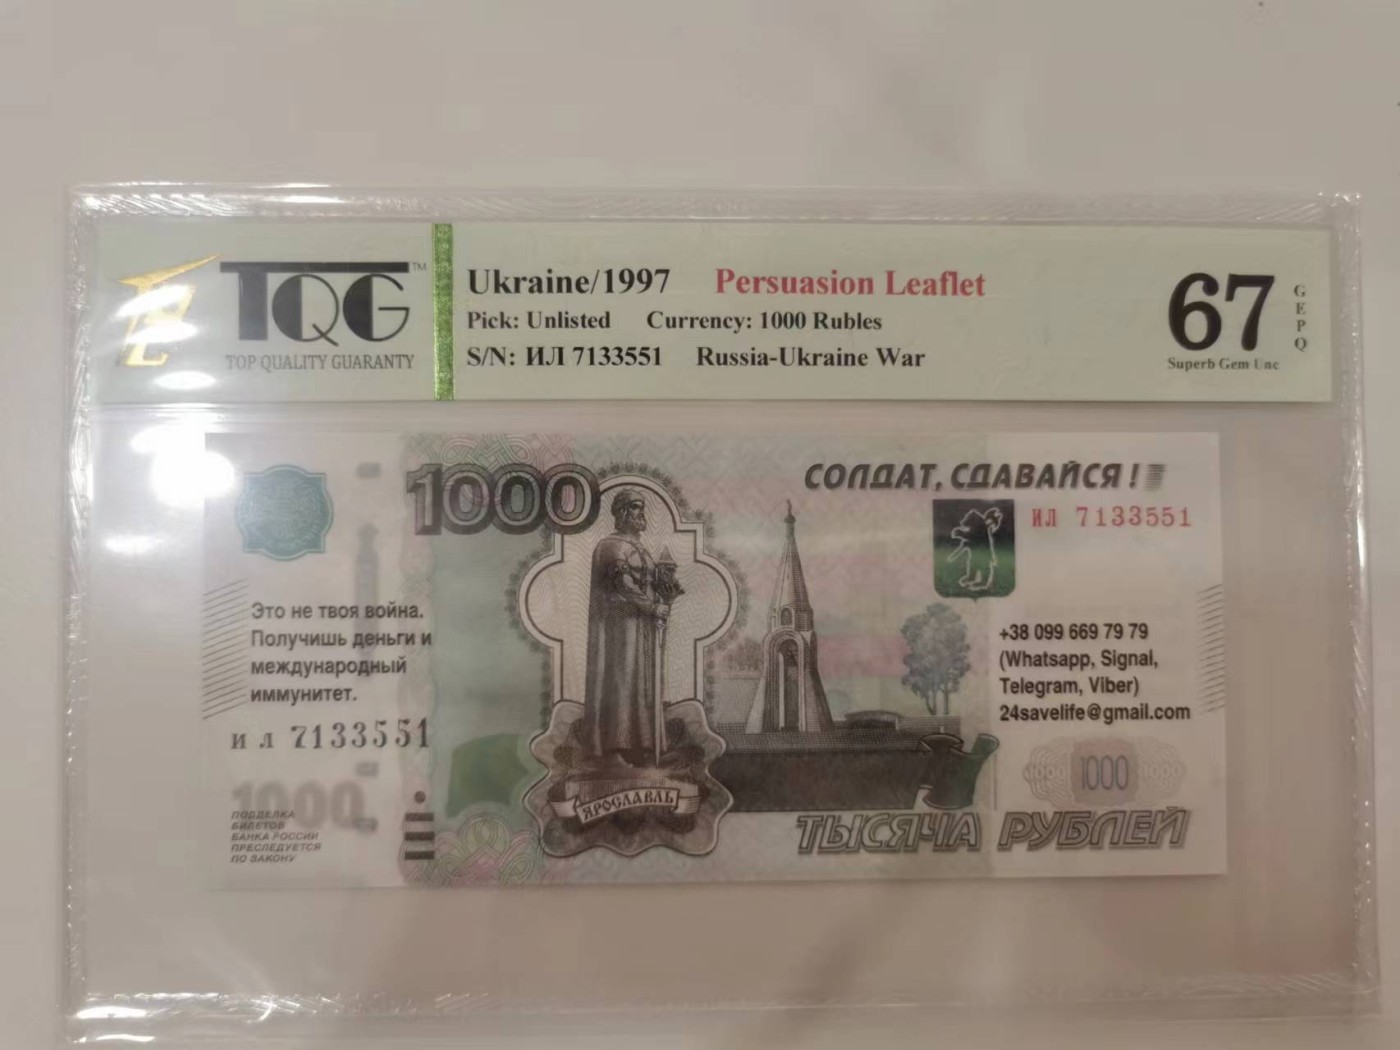 TQG™
TOP QUALITY GUARANTY
Ukraine/1997 Persuasion Leaflet
Pick: Unlisted Currency: 1000 Rubles
S/N: ИЛ 7133551 Russia-Ukraine War
67
Superb Gem Unc
GEPQ
1000
СОЛДАТ, СДАВАЙСЯ!
ИЛ 7133551
Это не твоя война.
Получишь деньги и
международный
иммунитет.
ил 7133551
+38 099 669 79 79
(Whatsapp, Signal,
Telegram, Viber)
24savelife@gmail.com
1000
1000 1000 1000
ПОДДЕЛКА
БИЛЕТОВ
БАНКА РОССИИ
ПРЕСЛЕДУЕТСЯ
ПО ЗАКОНУ
ЯРОСЛАВЛЬ
ТЫСЯЧА РУБЛЕЙ